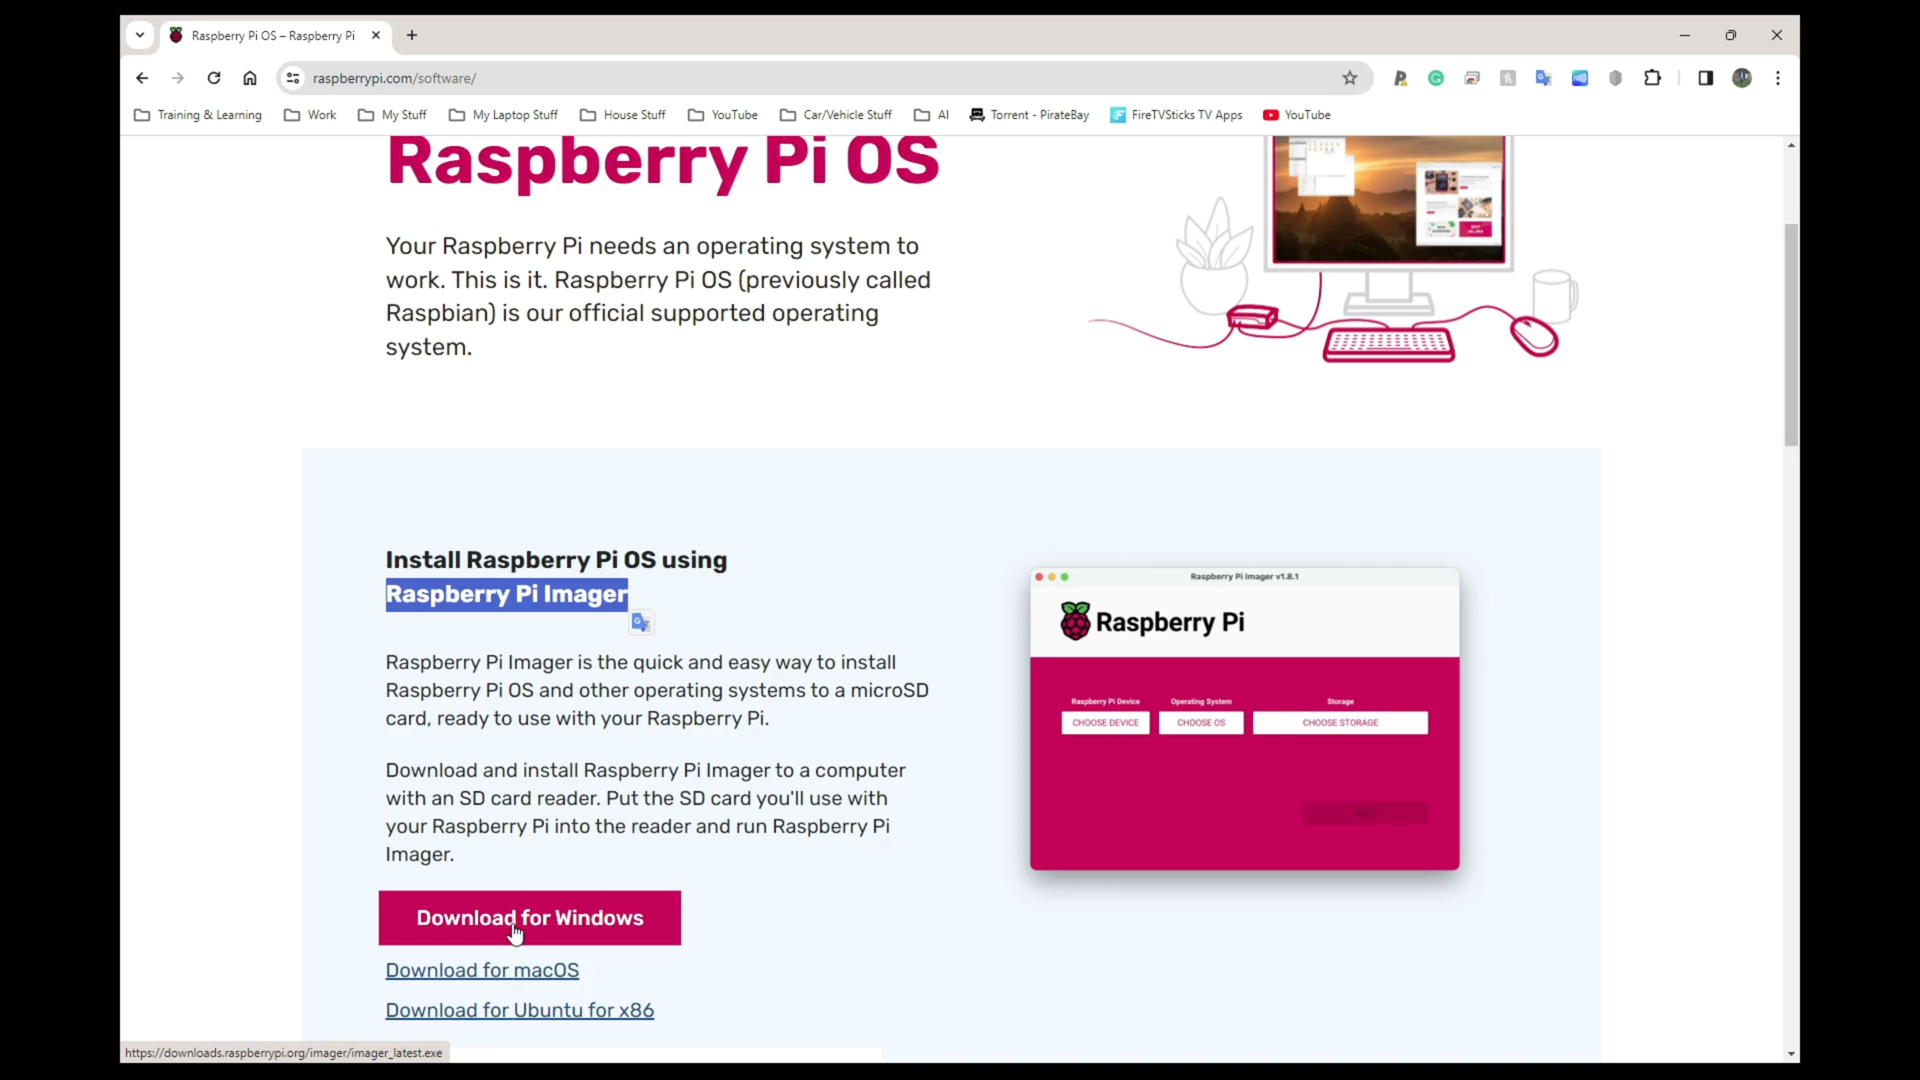 Raspberry Pi OS – Raspberry Pi
raspberrypi.com/software/
Training & Learning
Work
My Stuff
My Laptop Stuff
House Stuff
YouTube
Car/Vehicle Stuff
AI
Torrent - PirateBay
FireTVSticks TV Apps
YouTube
Raspberry Pi OS
Your Raspberry Pi needs an operating system to
work. This is it. Raspberry Pi OS (previously called
Raspbian) is our official supported operating
system.
Install Raspberry Pi OS using
Raspberry Pi Imager
Raspberry Pi Imager is the quick and easy way to install
Raspberry Pi OS and other operating systems to a microSD
card, ready to use with your Raspberry Pi.
Download and install Raspberry Pi Imager to a computer
with an SD card reader. Put the SD card you'll use with
your Raspberry Pi into the reader and run Raspberry Pi
Imager.
Download for Windows
Download for macOS
Download for Ubuntu for x86
Raspberry Pi Imager v1.8.1
Raspberry Pi
Raspberry Pi Device
Operating System
Storage
CHOOSE DEVICE
CHOOSE OS
CHOOSE STORAGE
https://downloads.raspberrypi.org/imager/imager_latest.exe